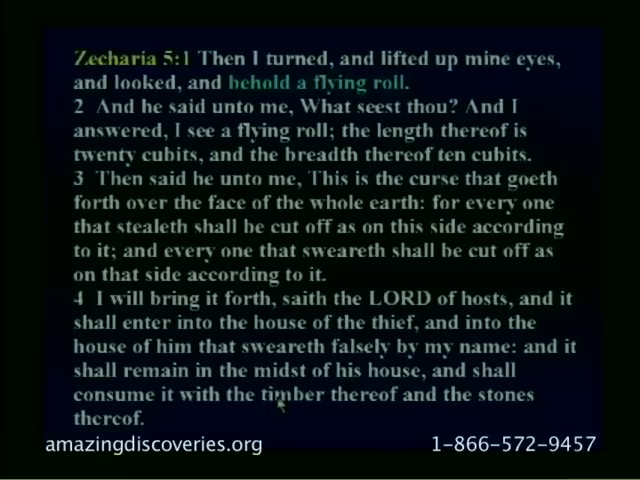 Zecharia 5:1 Then I turned, and lifted up mine eyes,
and looked, and behold a flying roll.
2 And he said unto me, What seest thou? And I
answered, I see a flying roll; the length thereof is
twenty cubits, and the breadth thereof ten cubits.
3 Then said he unto me, This is the curse that goeth
forth over the face of the whole earth: for every one
that stealeth shall be cut off as on this side according
to it; and every one that sweareth shall be cut off as
on that side according to it.
4 I will bring it forth, saith the LORD of hosts, and it
shall enter into the house of the thief, and into the
house of him that sweareth falsely by my name: and it
shall remain in the midst of his house, and shall
consume it with the timber thereof and the stones
thereof.
amazingdiscoveries.org 1-866-572-9457